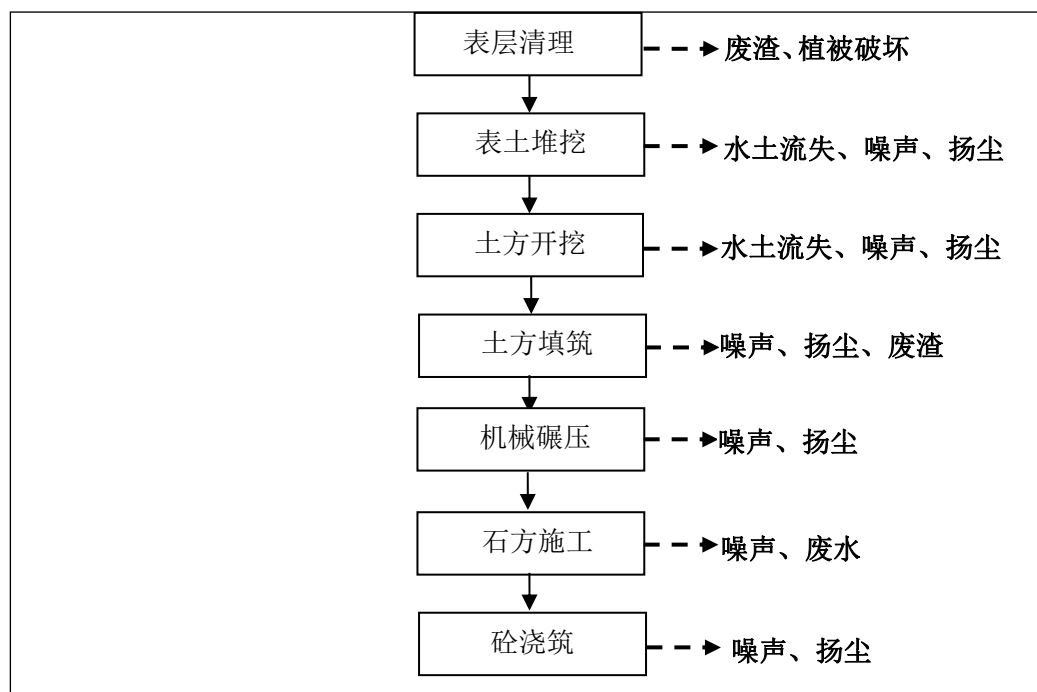 表层清理
废渣、植被破坏
表土堆挖
水土流失、噪声、扬尘
土方开挖
水土流失、噪声、扬尘
土方填筑
噪声、扬尘、废渣
机械碾压
噪声、扬尘
石方施工
噪声、废水
砼浇筑
噪声、扬尘